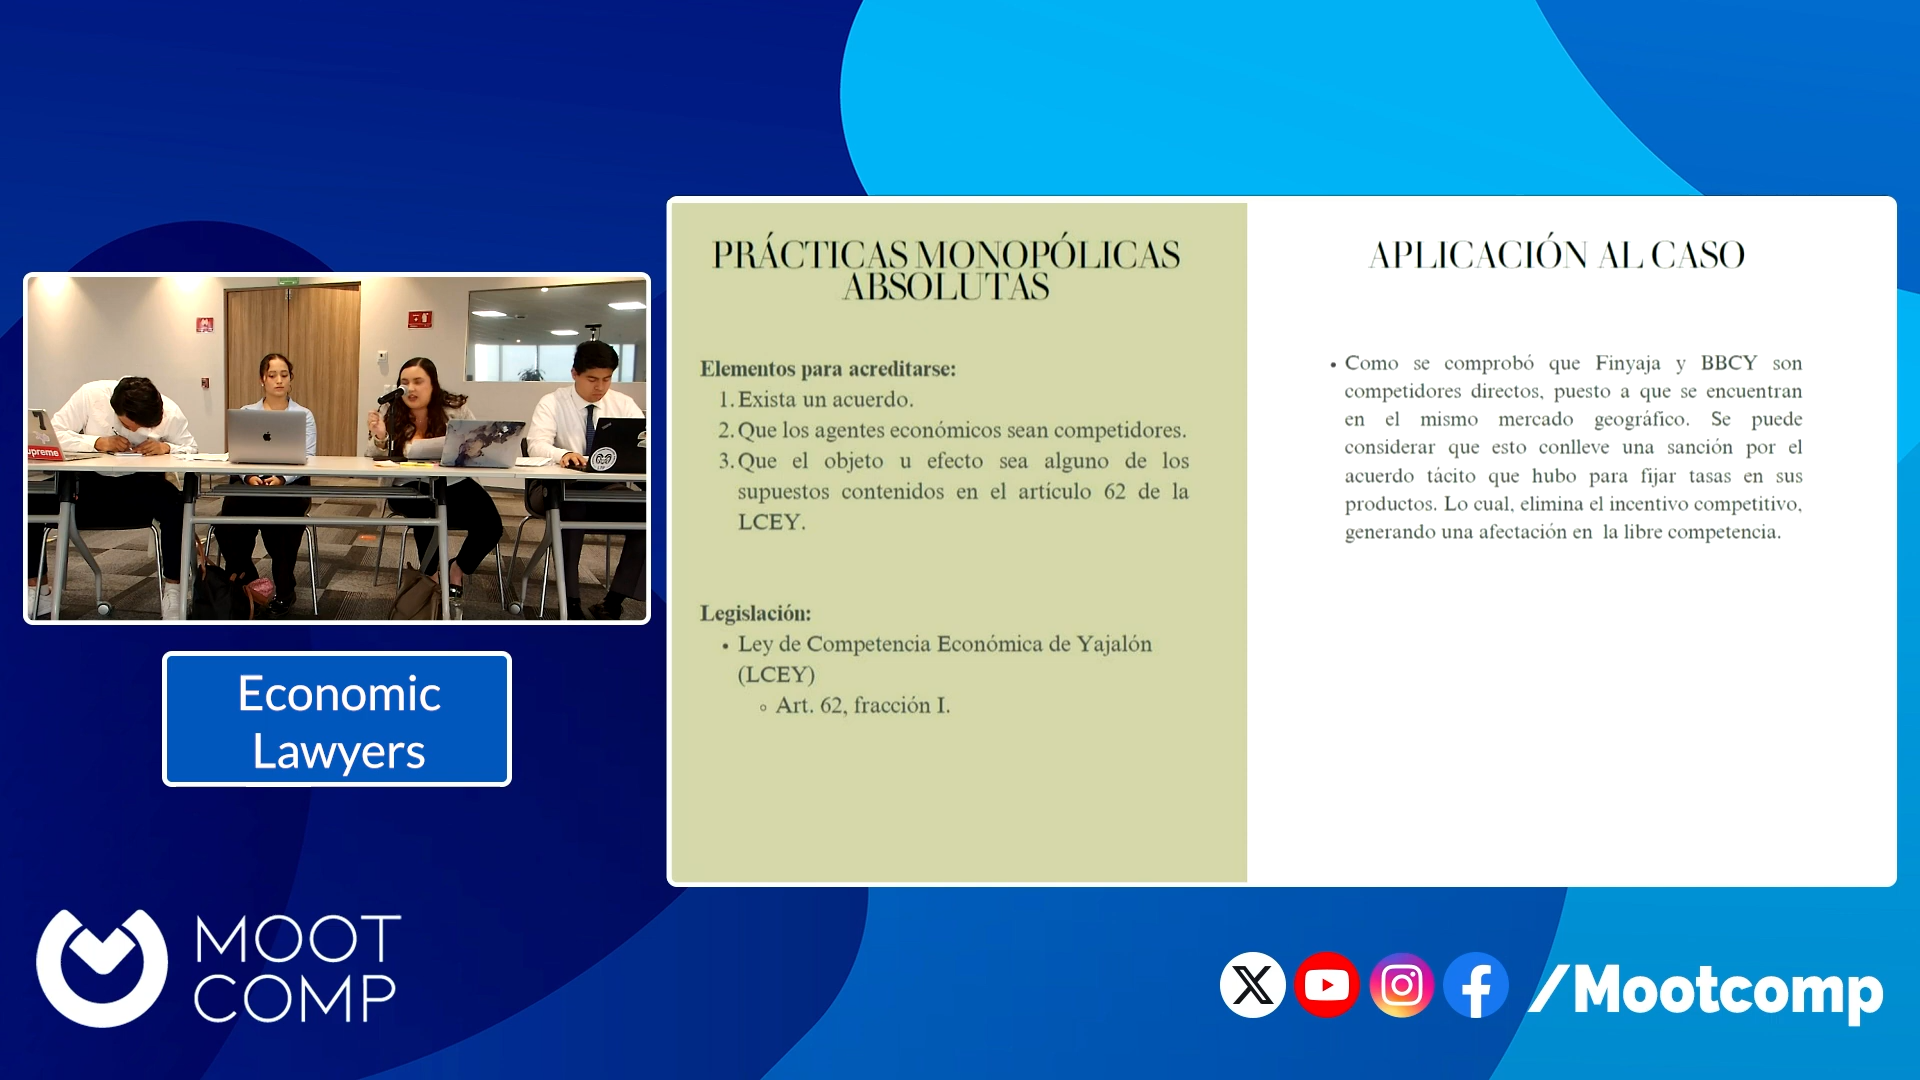 PRÁCTICAS MONOPÓLICAS
ABSOLUTAS
Elementos para acreditarse:
1. Exista un acuerdo.
2. Que los agentes económicos sean competidores.
3. Que el objeto u efecto sea alguno de los
supuestos contenidos en el artículo 62 de la
LCEY.
Legislación:
• Ley de Competencia Económica de Yajalón
(LCEY)
◦ Art. 62, fracción I.
APLICACIÓN AL CASO
• Como se comprobó que Finyaja y BBCY son
competidores directos, puesto a que se encuentran
en el mismo mercado geográfico. Se puede
considerar que esto conlleve una sanción por el
acuerdo tácito que hubo para fijar tasas en sus
productos. Lo cual, elimina el incentivo competitivo,
generando una afectación en la libre competencia.
upreme
Economic
Lawyers
MOOT
COMP
/Mootcomp